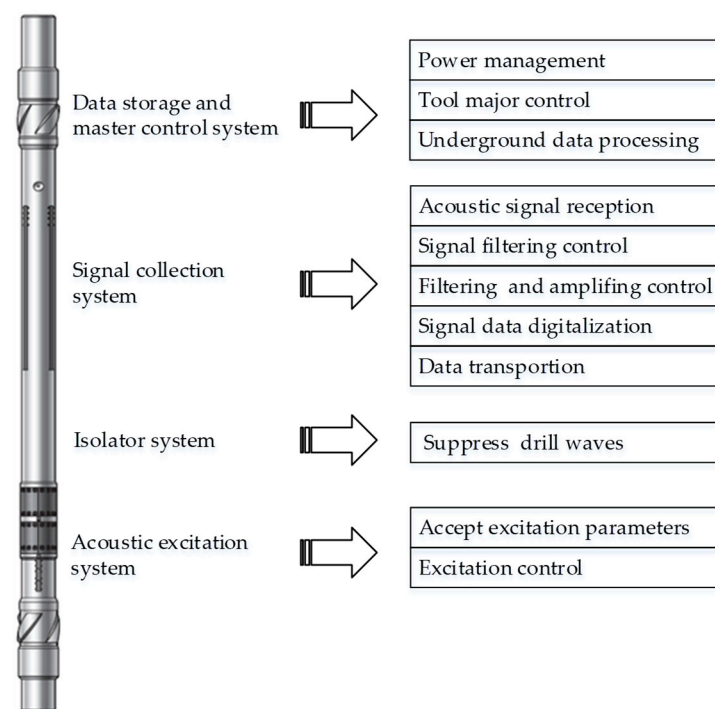 Data storage and
master control system
Power management
Tool major control
Underground data processing
Signal collection
system
Acoustic signal reception
Signal filtering control
Filtering and amplifing control
Signal data digitalization
Data transportion
Isolator system
Suppress drill waves
Acoustic excitation
system
Accept excitation parameters
Excitation control